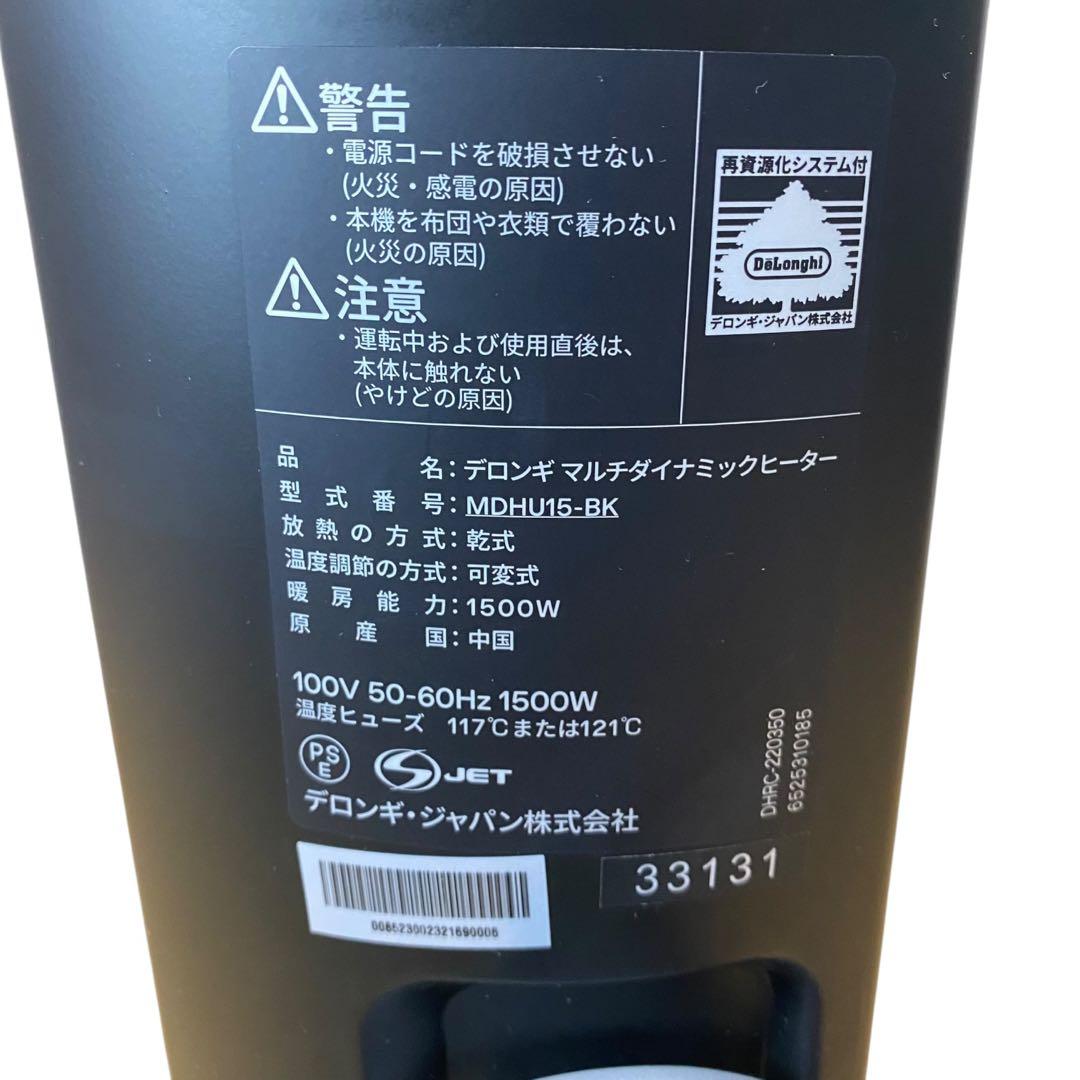 警告
・電源コードを破損させない
(火災・感電の原因)
・本機を布団や衣類で覆わない
(火災の原因)
注意
・運転中および使用直後は、
本体に触れない
(やけどの原因)
再資源化システム付
DeLonghi
デロンギ・ジャパン株式会社
品名：デロンギ マルチダイナミックヒーター
型式番号：MDHU15-BK
放熱の方式：乾式
温度調節の方式：可変式
暖房能力：1500W
原産国：中国
100V 50-60Hz 1500W
温度ヒューズ 117℃または121℃
PSE
JET
デロンギ・ジャパン株式会社
DHRC-220350
6525310185
33131
008523002321690006